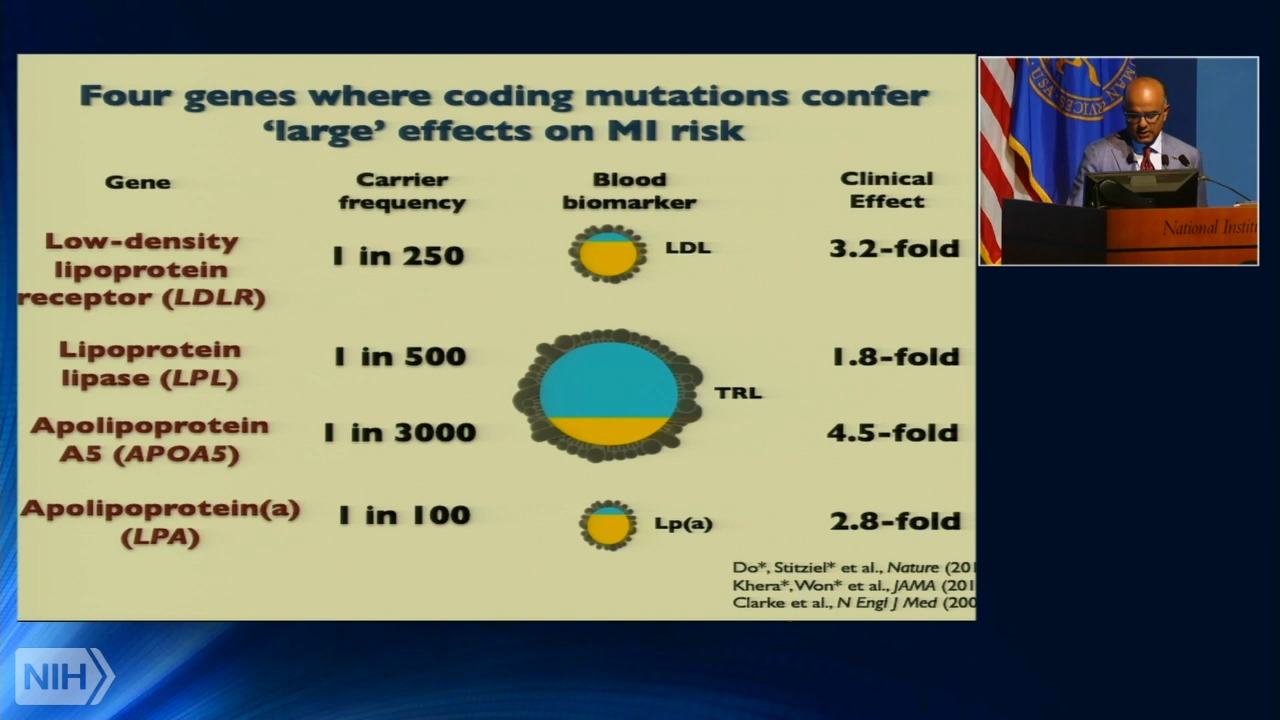 Four genes where coding mutations confer
‘large’ effects on MI risk
Gene
Carrier
frequency
Blood
biomarker
Clinical
Effect
Low-density
lipoprotein
receptor (LDLR)
1 in 250
LDL
3.2-fold
Lipoprotein
lipase (LPL)
1 in 500
1.8-fold
TRL
Apolipoprotein
A5 (APOA5)
1 in 3000
4.5-fold
Apolipoprotein(a)
(LPA)
1 in 100
Lp(a)
2.8-fold
Do*, Stitziel* et al., Nature (201
Khera*, Won* et al., JAMA (201
Clarke et al., N Engl J Med (200
National Instit
NIH